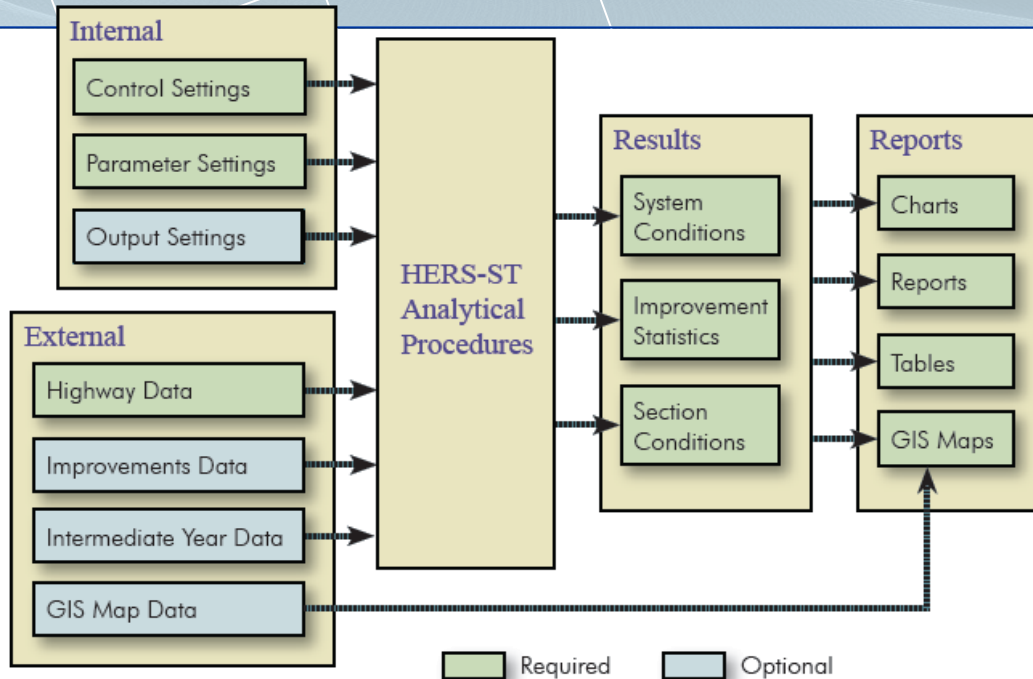 Internal
Control Settings
Parameter Settings
Output Settings
External
Highway Data
Improvements Data
Intermediate Year Data
GIS Map Data
HERS-ST
Analytical
Procedures
Results
System
Conditions
Improvement
Statistics
Section
Conditions
Reports
Charts
Reports
Tables
GIS Maps
Required
Optional